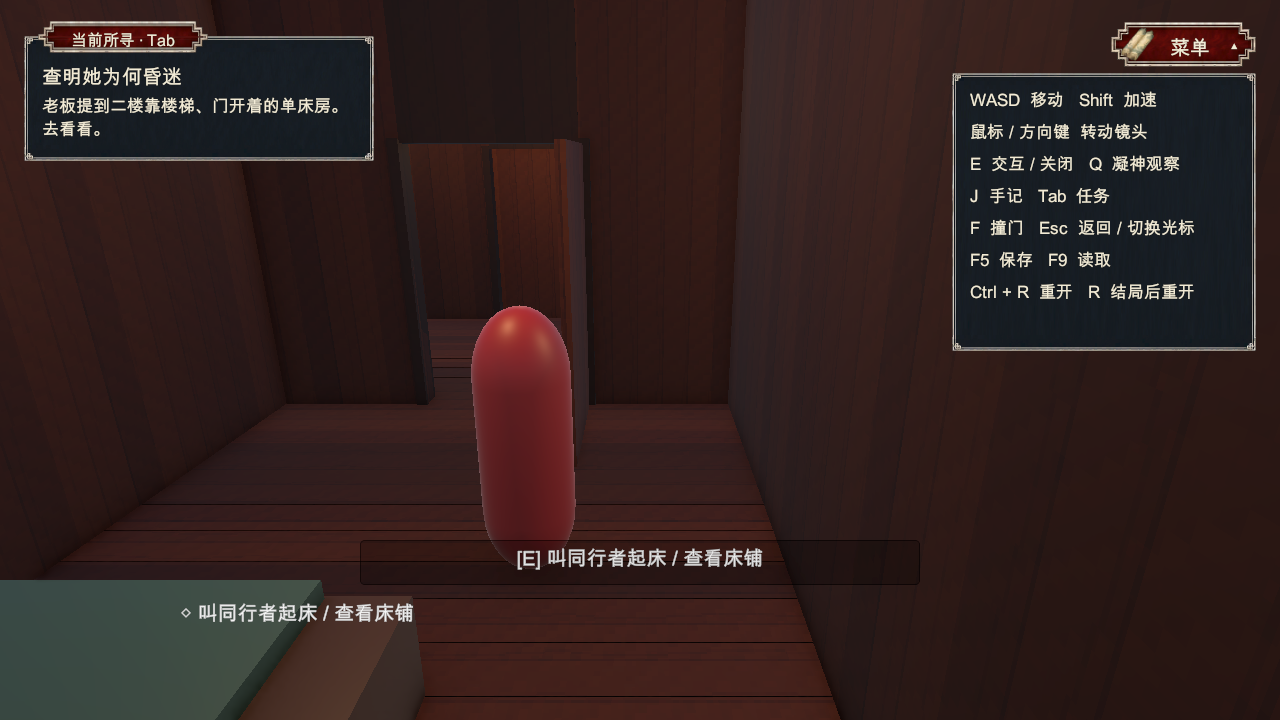 当前所寻 · Tab
查明她为何昏迷
老板提到二楼靠楼梯、门开着的单床房。
去看看。
菜单 ▲
WASD 移动 Shift 加速
鼠标 / 方向键 转动镜头
E 交互 / 关闭 Q 凝神观察
J 手记 Tab 任务
F 撞门 Esc 返回 / 切换光标
F5 保存 F9 读取
Ctrl + R 重开 R 结局后重开
[E] 叫同行者起床 / 查看床铺
◇ 叫同行者起床 / 查看床铺